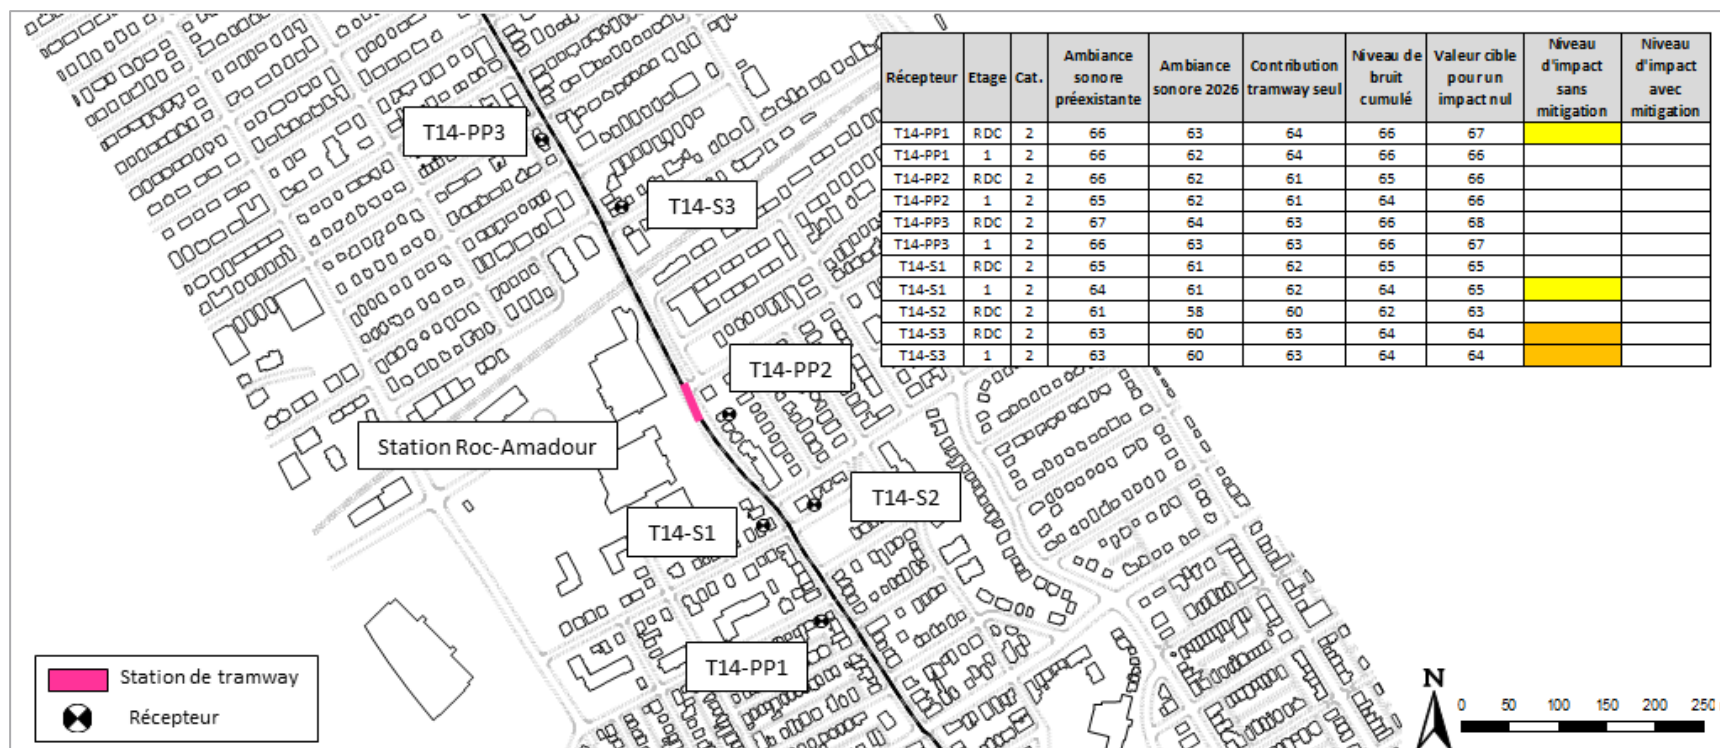 Récepteur Etage Cat. Ambiance sonore préexistante Ambiance sonore 2026 Contribution tramway seul Niveau de bruit cumulé Valeur cible pour un impact nul Niveau d'impact sans mitigation Niveau d'impact avec mitigation
T14-PP1 RDC 2 66 63 64 66 67
T14-PP1 1 2 66 62 64 66 66
T14-PP2 RDC 2 66 62 61 65 66
T14-PP2 1 2 65 62 61 64 66
T14-PP3 RDC 2 67 64 63 66 68
T14-PP3 1 2 66 63 63 66 67
T14-S1 RDC 2 65 61 62 65 65
T14-S1 1 2 64 61 62 64 65
T14-S2 RDC 2 61 58 60 62 63
T14-S3 RDC 2 63 60 63 64 64
T14-S3 1 2 63 60 63 64 64
T14-PP3
T14-S3
T14-PP2
Station Roc-Amadour
T14-S2
T14-S1
T14-PP1
Station de tramway
Récepteur
N
0 50 100 150 200 250